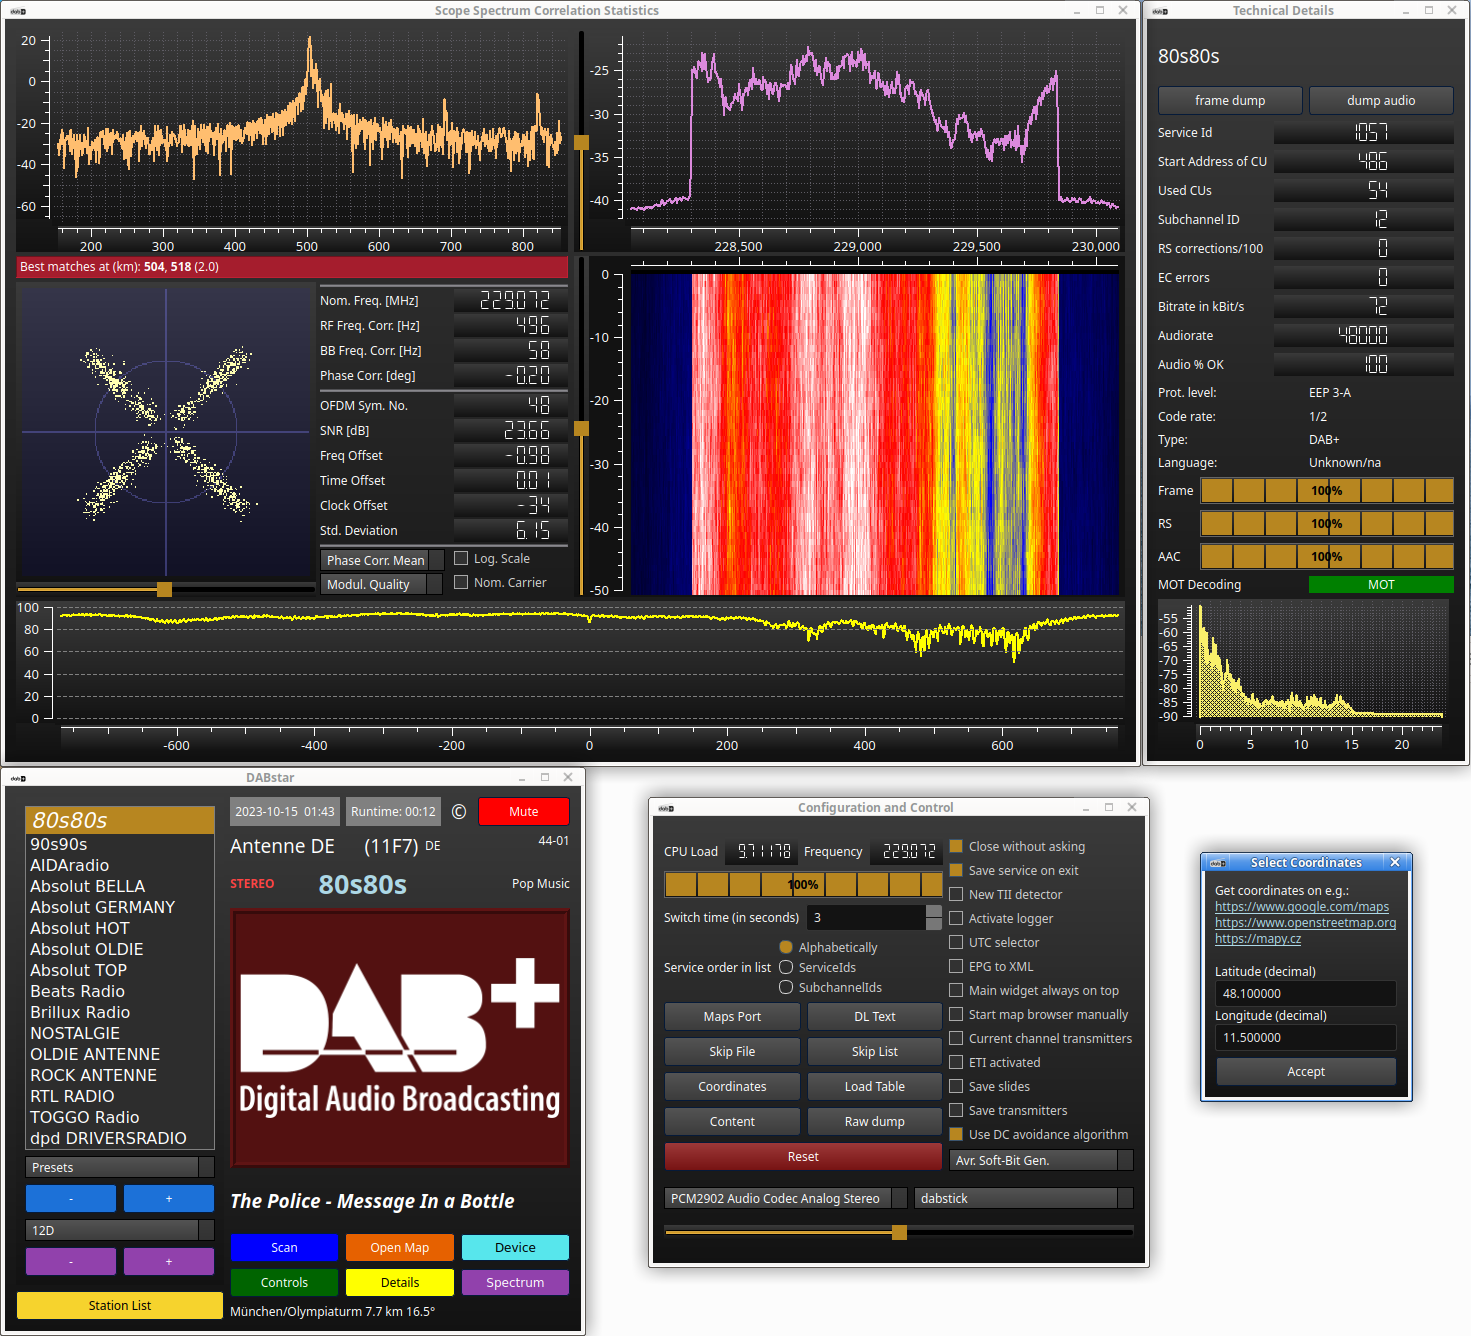 Scope Spectrum Correlation Statistics
20
0
-20
-40
-60
200 300 400 500 600 700 800
-25
-30
-35
-40
228,500 229,000 229,500 230,000
Best matches at (km): 504, 518 (2.0)
Nom. Freq. [MHz] 229.072
RF Freq. Corr. [Hz] 496
BB Freq. Corr. [Hz] 58
Phase Corr. [deg] -0.20
OFDM Sym. No. 48
SNR [dB] 23.66
Freq Offset -0.98
Time Offset 0.01
Clock Offset -34
Std. Deviation 6.15
Phase Corr. Mean
Log. Scale
Modul. Quality
Nom. Carrier
0
-10
-20
-30
-40
-50
100
80
60
40
20
0
-600 -400 -200 0 200 400 600
Technical Details
80s80s
frame dump dump audio
Service Id 1057
Start Address of CU 486
Used CUs 54
Subchannel ID 12
RS corrections/100 0
EC errors 0
Bitrate in kBit/s 72
Audiorate 48000
Audio % OK 100
Prot. level: EEP 3-A
Code rate: 1/2
Type: DAB+
Language: Unknown/na
Frame 100%
RS 100%
AAC 100%
MOT Decoding MOT
-55
-60
-65
-70
-75
-80
-85
-90
0 5 10 15 20
DABstar
80s80s
90s90s
AIDAradio
Absolut BELLA
Absolut GERMANY
Absolut HOT
Absolut OLDIE
Absolut TOP
Beats Radio
Brillux Radio
NOSTALGIE
OLDIE ANTENNE
ROCK ANTENNE
RTL RADIO
TOGGO Radio
dpd DRIVERSRADIO
Presets
- +
12D
- +
Station List
2023-10-15 01:43 Runtime: 00:12 © Mute
Antenne DE (11F7) DE 44-01
STEREO 80s80s Pop Music
DAB+
Digital Audio Broadcasting
The Police - Message In a Bottle
Scan Open Map Device
Controls Details Spectrum
München/Olympiaturm 7.7 km 16.5°
Configuration and Control
CPU Load 9.71178 Frequency 229.072
100%
Switch time (in seconds) 3
Service order in list
Alphabetically
ServiceIds
SubchannelIds
Maps Port DL Text
Skip File Skip List
Coordinates Load Table
Content Raw dump
Reset
PCM2902 Audio Codec Analog Stereo dabstick
Close without asking
Save service on exit
New TII detector
Activate logger
UTC selector
EPG to XML
Main widget always on top
Start map browser manually
Current channel transmitters
ETI activated
Save slides
Save transmitters
Use DC avoidance algorithm
Avr. Soft-Bit Gen.
Select Coordinates
Get coordinates on e.g.:
https://www.google.com/maps
https://www.openstreetmap.org
https://mapy.cz
Latitude (decimal)
48.100000
Longitude (decimal)
11.500000
Accept